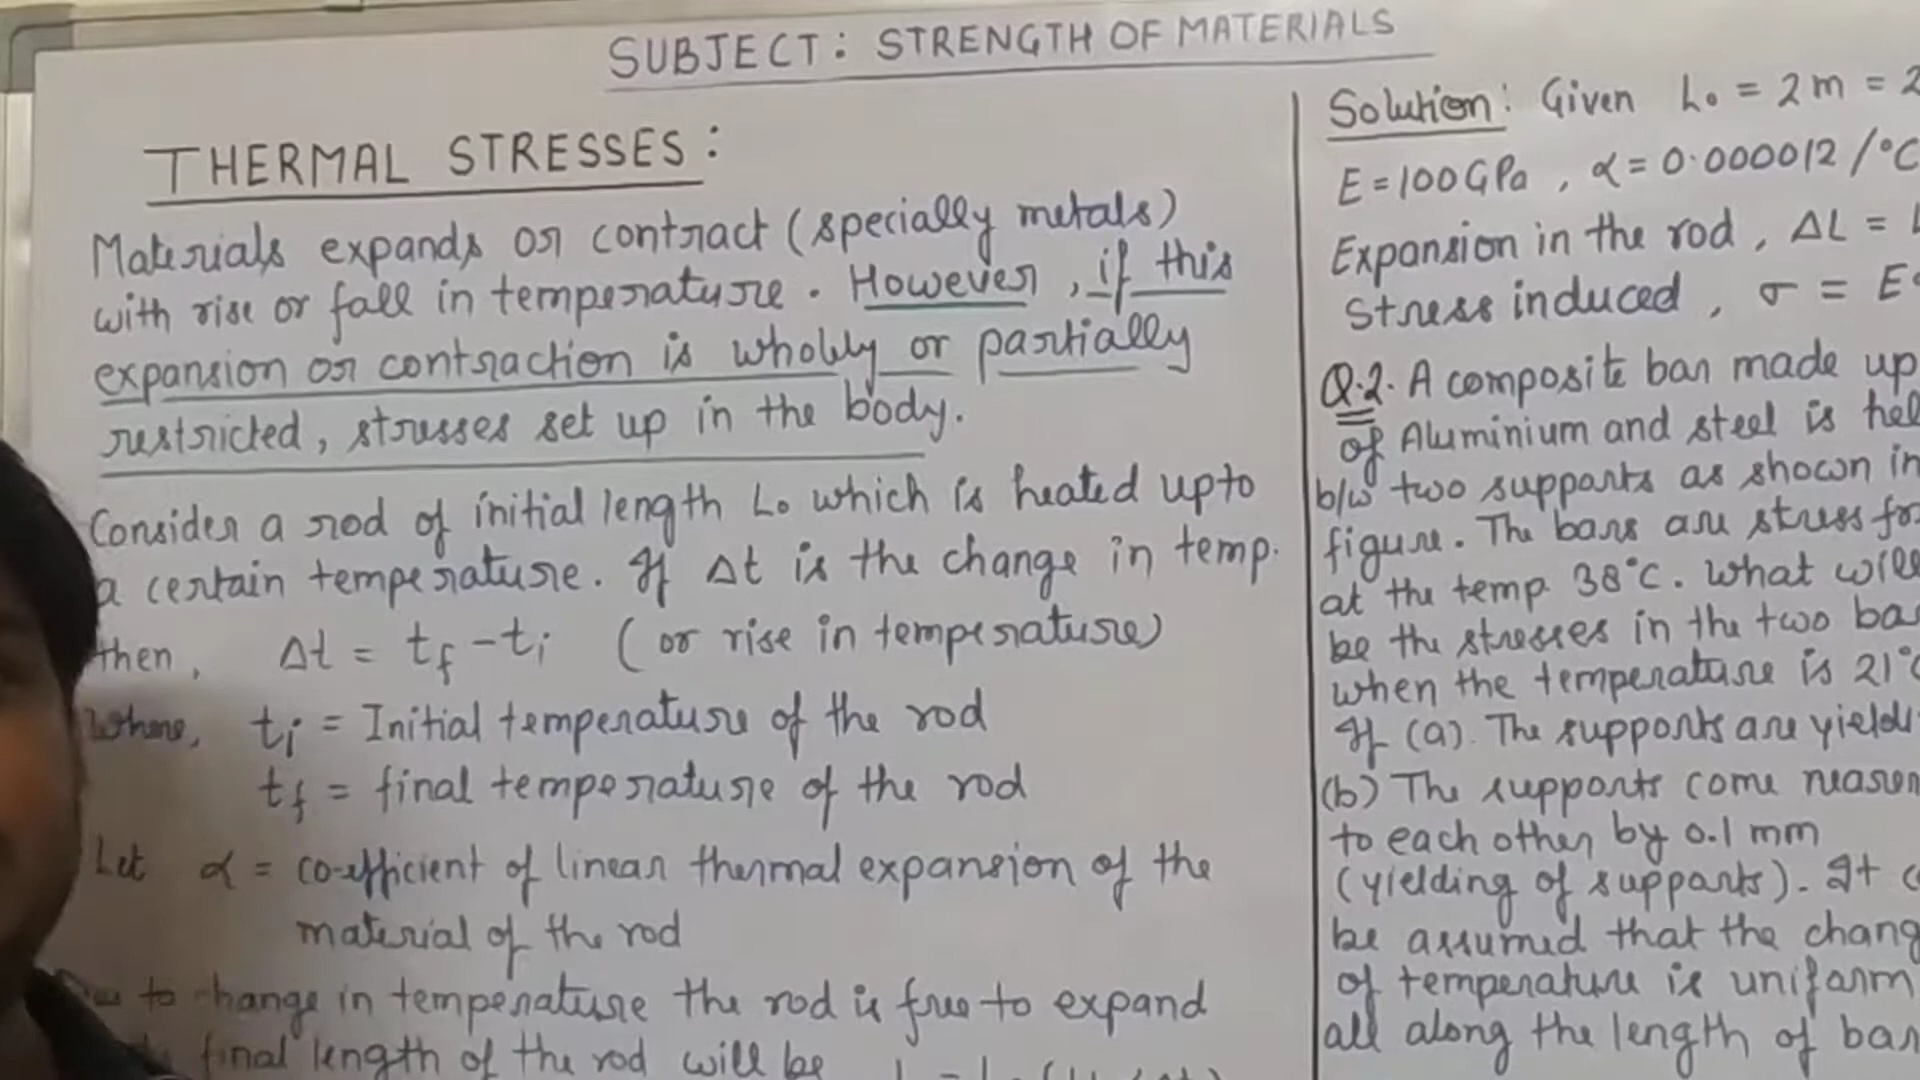 SUBJECT: STRENGTH OF MATERIALS
THERMAL STRESSES:
Materials expands or contract (specially metals)
with rise or fall in temperature. However, if this
expansion or contraction is wholly or partially
restricted, stresses set up in the body.
Consider a rod of initial length L₀ which is heated upto
a certain temperature. If Δt is the change in temp.
then, Δt = tf - ti (or rise in temperature)
Where, ti = Initial temperature of the rod
tf = final temperature of the rod
Let α = co-efficient of linear thermal expansion of the
material of the rod
to change in temperature the rod is free to expand
final length of the rod will be
Solution: Given L₀ = 2m = 2
E = 100 GPa, α = 0.000012 /°C
Expansion in the rod, ΔL = L
Stress induced, σ = E
Q.2. A composite bar made up
of Aluminium and steel is hel
b/w two supports as shown in
figure. The bars are stress
at the temp. 38°C. What will
be the stresses in the two ba
when the temperature is 21°C
If (a). The supports are yieldi
(b) The supports come nearer
to each other by 0.1 mm
(yielding of supports). It
be assumed that the chang
of temperature is uniform
all along the length of bar